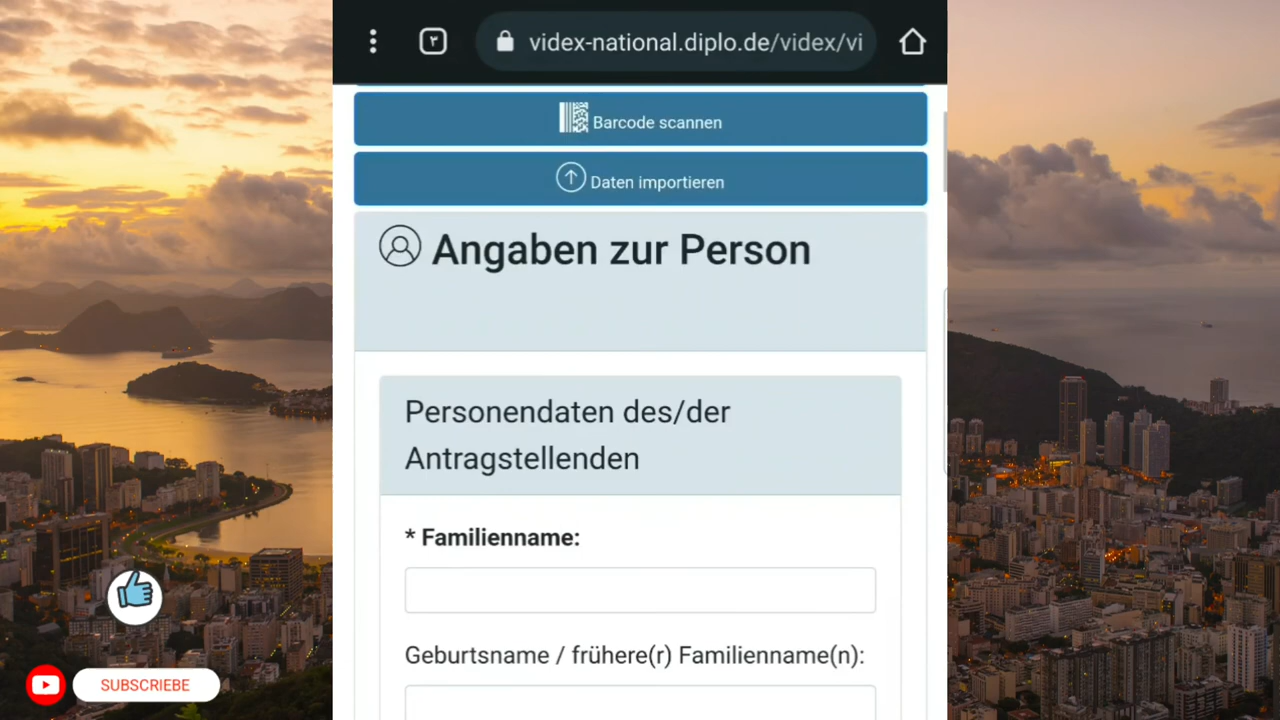 ٣
videx-national.diplo.de/videx/vi
Barcode scannen
Daten importieren
Angaben zur Person
Personendaten des/der
Antragstellenden
* Familienname:
Geburtsname / frühere(r) Familienname(n):
SUBSCRIEBE